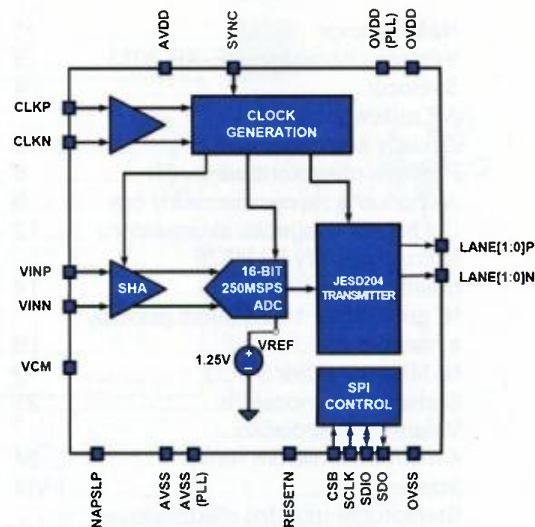 AVDD
SYNC
OVDD
(PLL)
OVDD
CLKP
CLKN
CLOCK
GENERATION
VINP
VINN
SHA
16-BIT
250MSPS
ADC
JESD204
TRANSMITTER
LANE[1:0]P
LANE[1:0]N
VREF
1.25V
+
−
VCM
SPI
CONTROL
NAPSLP
AVSS
AVSS
(PLL)
RESETN
CSB
SCLK
SDIO
SDO
OVSS